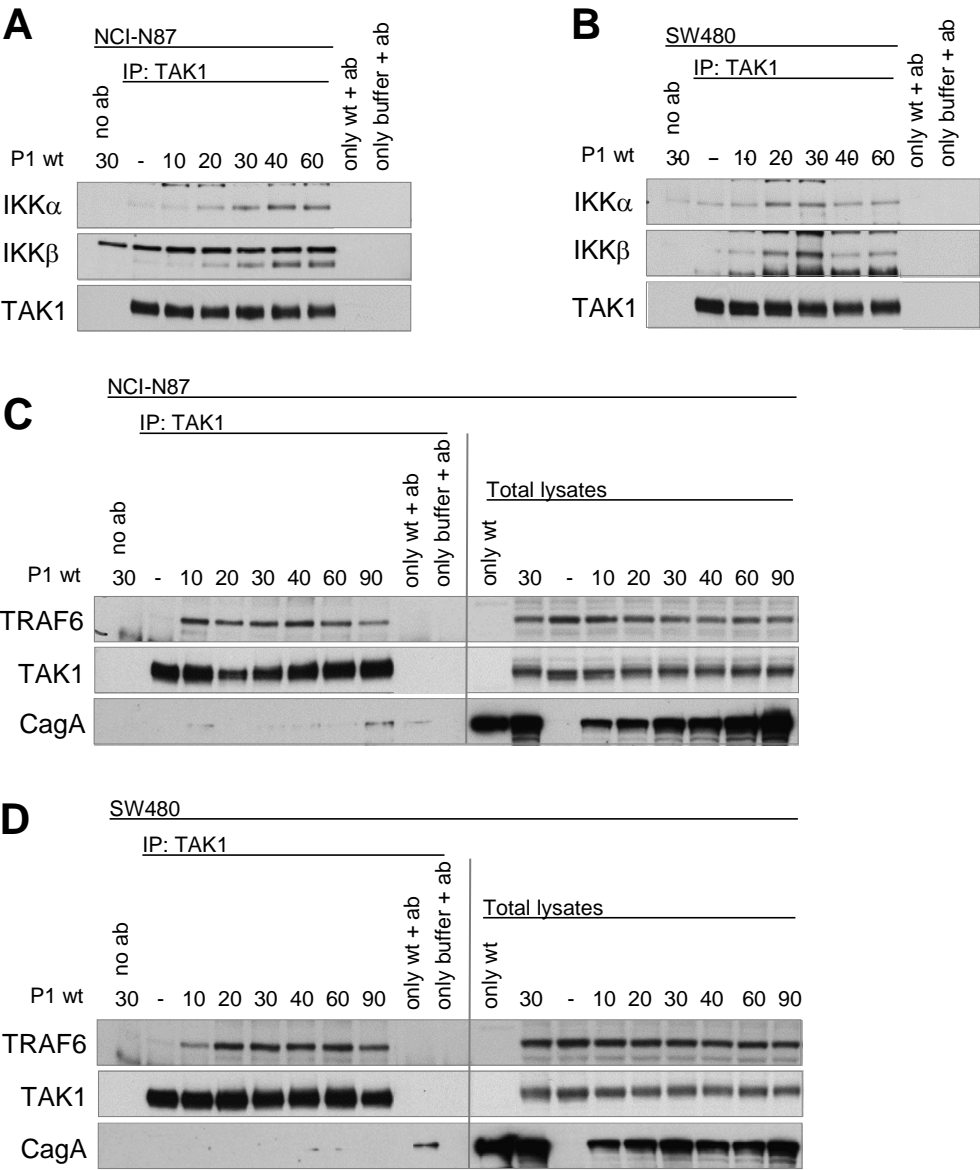 A
NCI-N87
IP: TAK1
no ab
only wt + ab
only buffer + ab
P1 wt 30 - 10 20 30 40 60
IKKα
IKKβ
TAK1
B
SW480
IP: TAK1
no ab
only wt + ab
only buffer + ab
P1 wt 30 - 10 20 30 40 60
IKKα
IKKβ
TAK1
C
NCI-N87
IP: TAK1
Total lysates
no ab
only wt + ab
only buffer + ab
only wt
P1 wt 30 - 10 20 30 40 60 90 30 - 10 20 30 40 60 90
TRAF6
TAK1
CagA
D
SW480
IP: TAK1
Total lysates
no ab
only wt + ab
only buffer + ab
only wt
P1 wt 30 - 10 20 30 40 60 90 30 - 10 20 30 40 60 90
TRAF6
TAK1
CagA